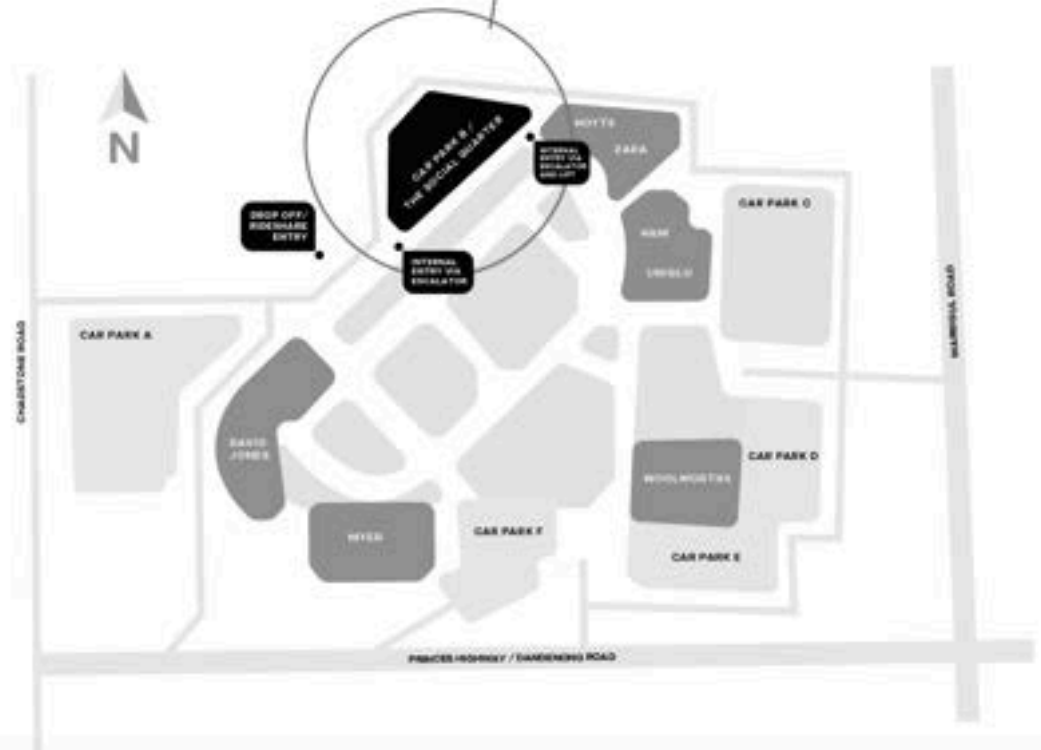 N
CAR PARK B /
THE SOCIAL QUARTER
HOYTS
ZARA
INTERNAL
ENTRY VIA
ESCALATOR
AND LIFT
DROP OFF/
RIDESHARE
ENTRY
INTERNAL
ENTRY VIA
ESCALATOR
CAR PARK C
H&M
UNIQLO
CAR PARK A
CHADSTONE ROAD
WARRIGAL ROAD
DAVID
JONES
WOOLWORTHS
CAR PARK D
MYER
CAR PARK F
CAR PARK E
PRINCES HIGHWAY / DANDENONG ROAD